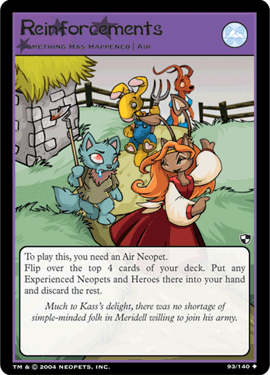 Reinforcements
Something Has Happened | Air
To play this, you need an Air Neopet.
Flip over the top 4 cards of your deck. Put any
Experienced Neopets and Heroes there into your hand
and discard the rest.
Much to Kass's delight, there was no shortage of
simple-minded folk in Meridell willing to join his army.
TM & © 2004 NEOPETS, INC.
93/140 ♦